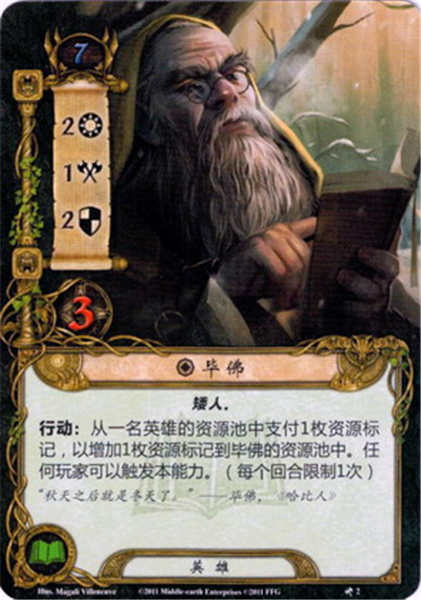 7
2
1
2
3
毕佛
矮人。
行动：从一名英雄的资源池中支付1枚资源标
记，以增加1枚资源标记到毕佛的资源池中。任
何玩家可以触发本能力。（每个回合限制1次）
“秋天之后就是冬天了。”——毕佛，《哈比人》
英雄
Illus. Magali Villeneuve ©2011 Middle-earth Enterprises ©2011 FFG 2